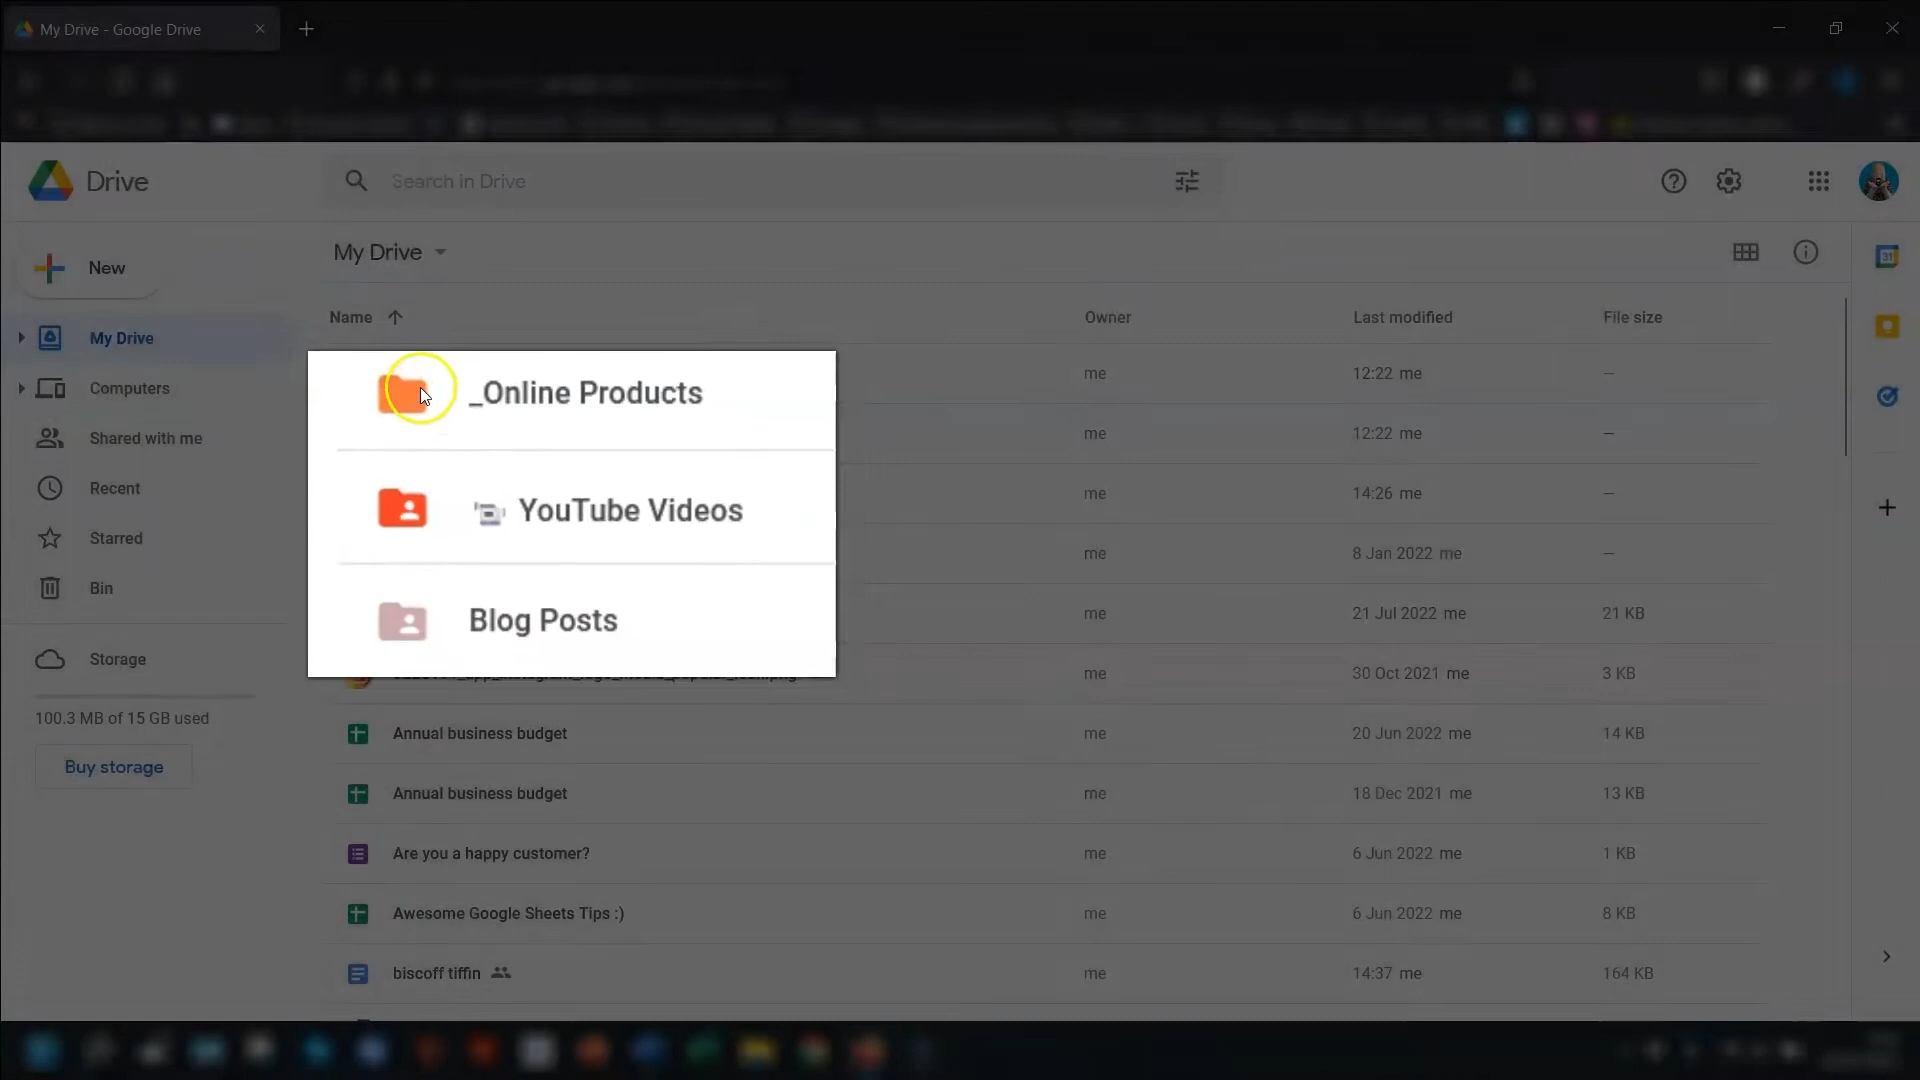 My Drive - Google Drive
Drive
Search in Drive
New
My Drive
Name
Owner
Last modified
File size
My Drive
Computers
Shared with me
Recent
Starred
Bin
Storage
100.3 MB of 15 GB used
Buy storage
_Online Products
YouTube Videos
Blog Posts
me 12:22 me –
me 12:22 me –
me 14:26 me –
me 8 Jan 2022 me –
me 21 Jul 2022 me 21 KB
me 30 Oct 2021 me 3 KB
Annual business budget me 20 Jun 2022 me 14 KB
Annual business budget me 18 Dec 2021 me 13 KB
Are you a happy customer? me 6 Jun 2022 me 1 KB
Awesome Google Sheets Tips :) me 6 Jun 2022 me 8 KB
biscoff tiffin me 14:37 me 164 KB
31